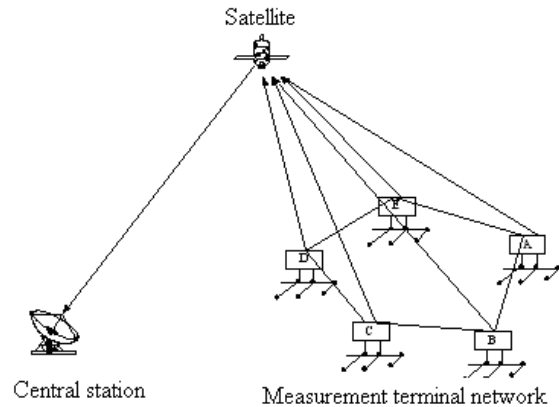 Satellite
E
A
D
C
B
Central station
Measurement terminal network